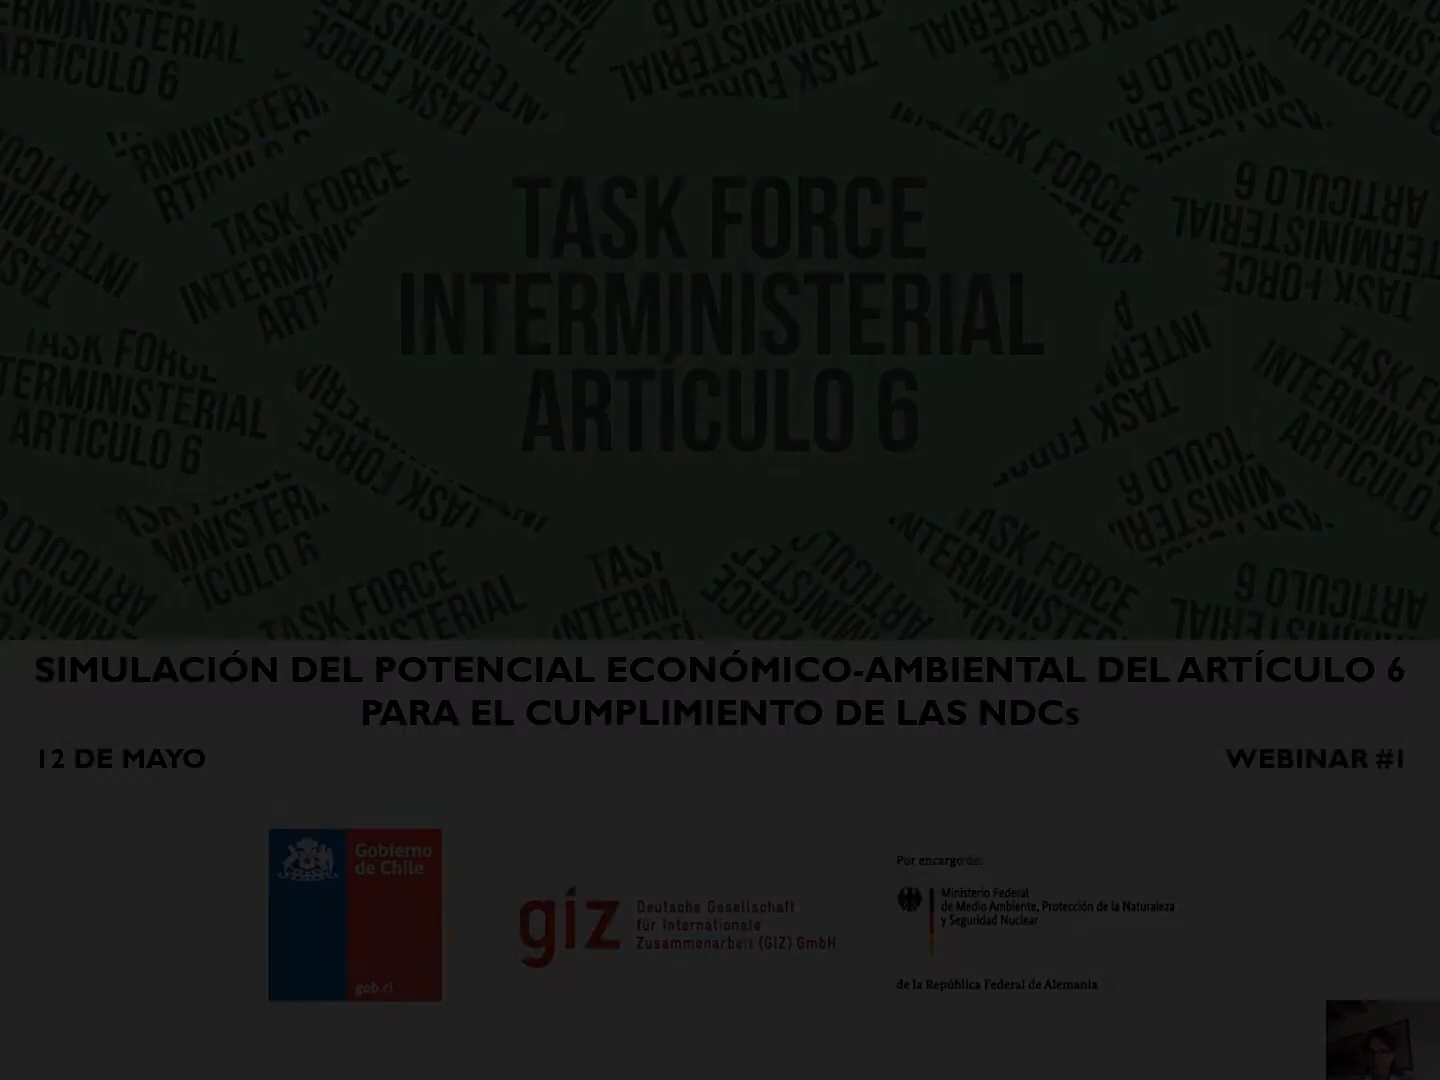 TASK FORCE
INTERMINISTERIAL
ARTÍCULO 6
SIMULACIÓN DEL POTENCIAL ECONÓMICO-AMBIENTAL DEL ARTÍCULO 6
PARA EL CUMPLIMIENTO DE LAS NDCs
12 DE MAYO
WEBINAR #1
Gobierno
de Chile
gob.cl
giz
Deutsche Gesellschaft
für Internationale
Zusammenarbeit (GIZ) GmbH
Por encargo de:
Ministerio Federal
de Medio Ambiente, Protección de la Naturaleza
y Seguridad Nuclear
de la República Federal de Alemania